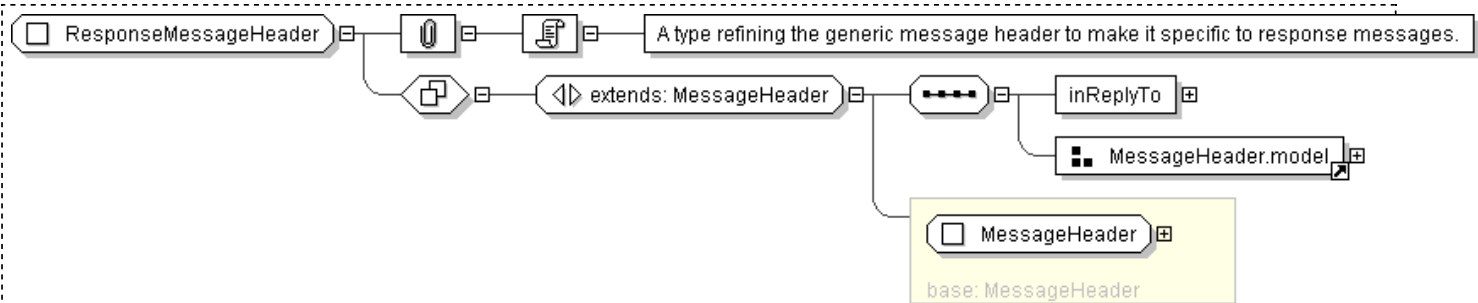 ResponseMessageHeader
A type refining the generic message header to make it specific to response messages.
extends: MessageHeader
inReplyTo
MessageHeader.model
MessageHeader
base: MessageHeader